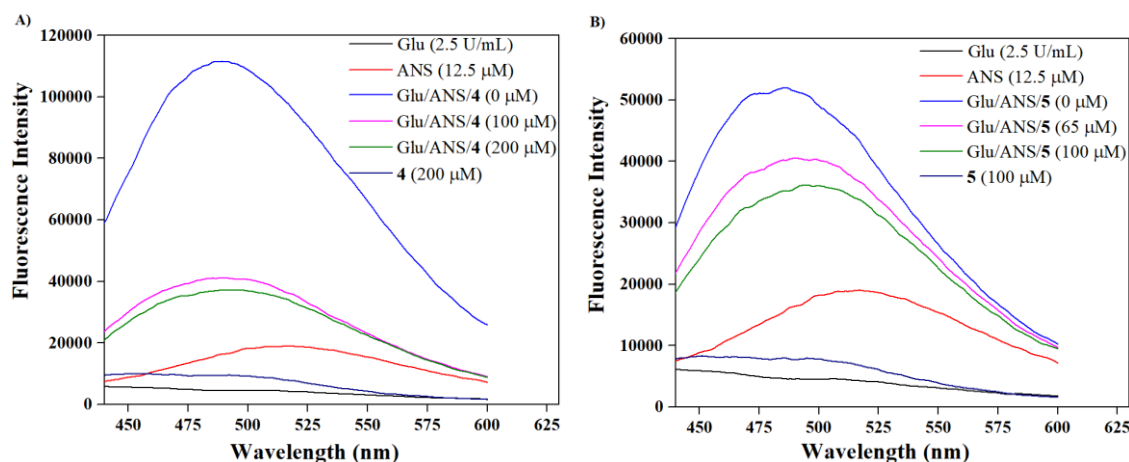 A)
120000
100000
80000
60000
40000
20000
0
Fluorescence Intensity
450 475 500 525 550 575 600 625
Wavelength (nm)
Glu (2.5 U/mL)
ANS (12.5 μM)
Glu/ANS/4 (0 μM)
Glu/ANS/4 (100 μM)
Glu/ANS/4 (200 μM)
4 (200 μM)
B)
60000
50000
40000
30000
20000
10000
0
Fluorescence Intensity
450 475 500 525 550 575 600 625
Wavelength (nm)
Glu (2.5 U/mL)
ANS (12.5 μM)
Glu/ANS/5 (0 μM)
Glu/ANS/5 (65 μM)
Glu/ANS/5 (100 μM)
5 (100 μM)